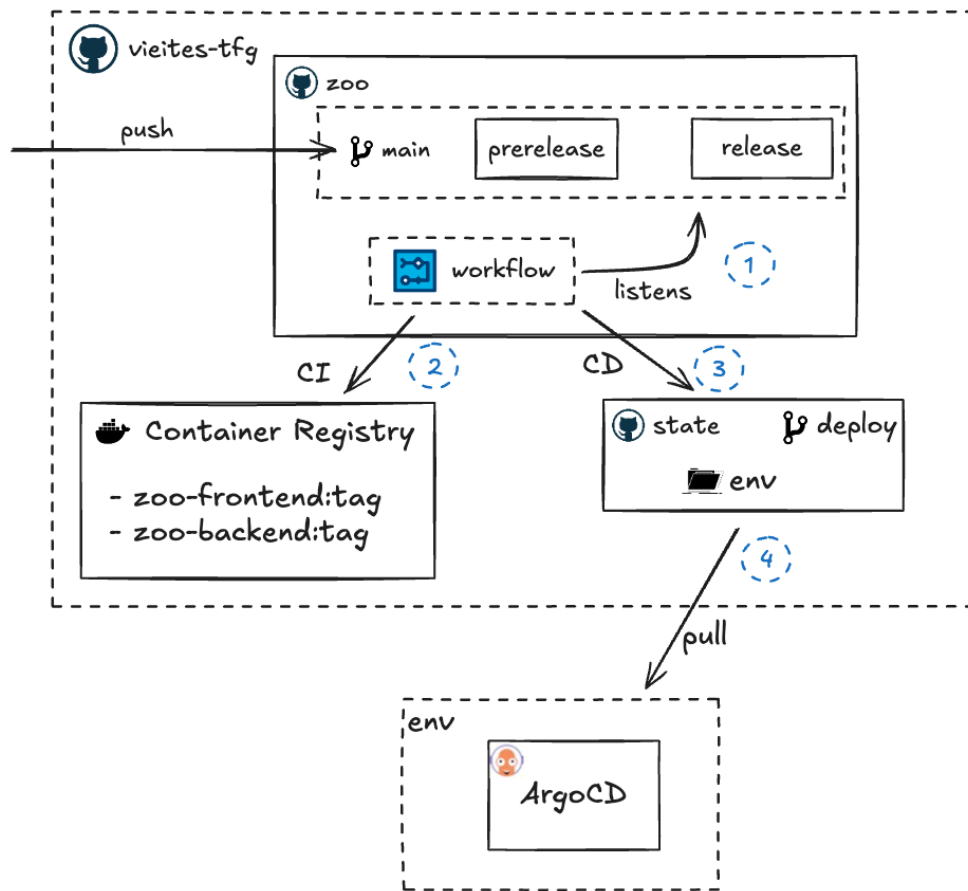 vieites-tfg
zoo
push
main
prerelease
release
workflow
listens
1
CI
2
CD
3
Container Registry
- zoo-frontend:tag
- zoo-backend:tag
state
deploy
env
4
pull
env
ArgoCD